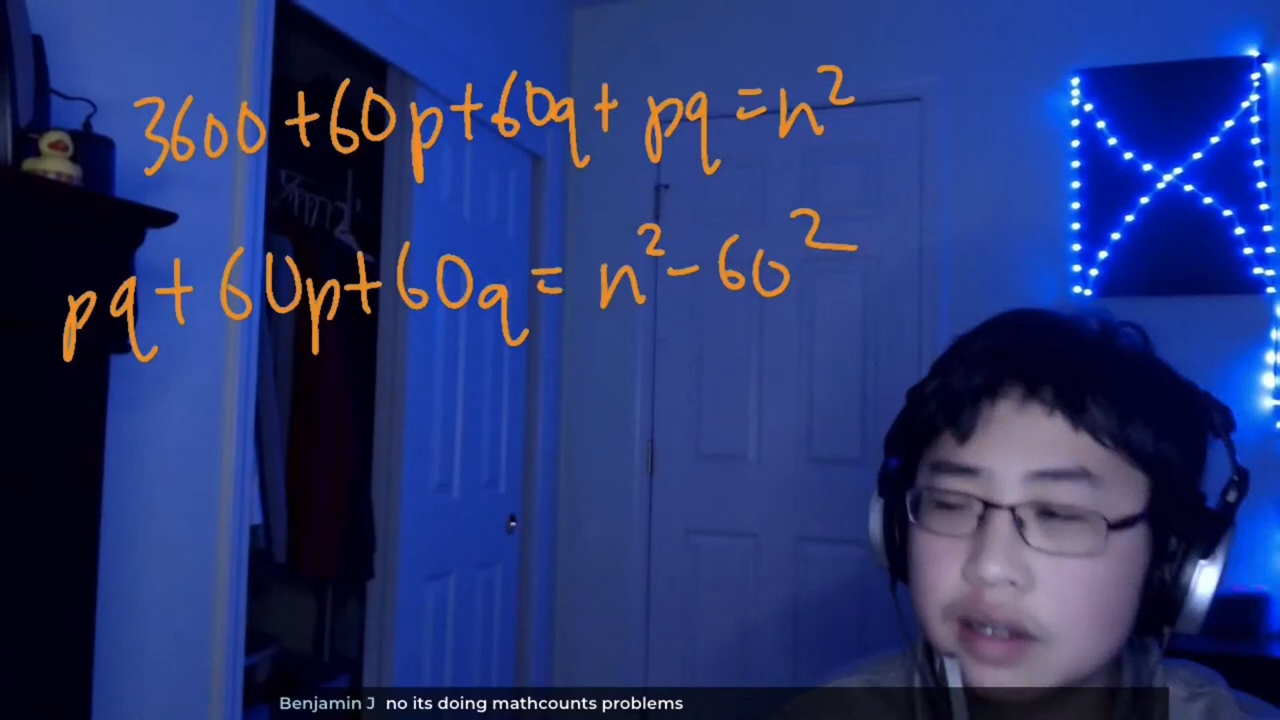 3600 + 60p + 60q + pq = n²
pq + 60p + 60q = n² - 60²
Benjamin J no its doing mathcounts problems